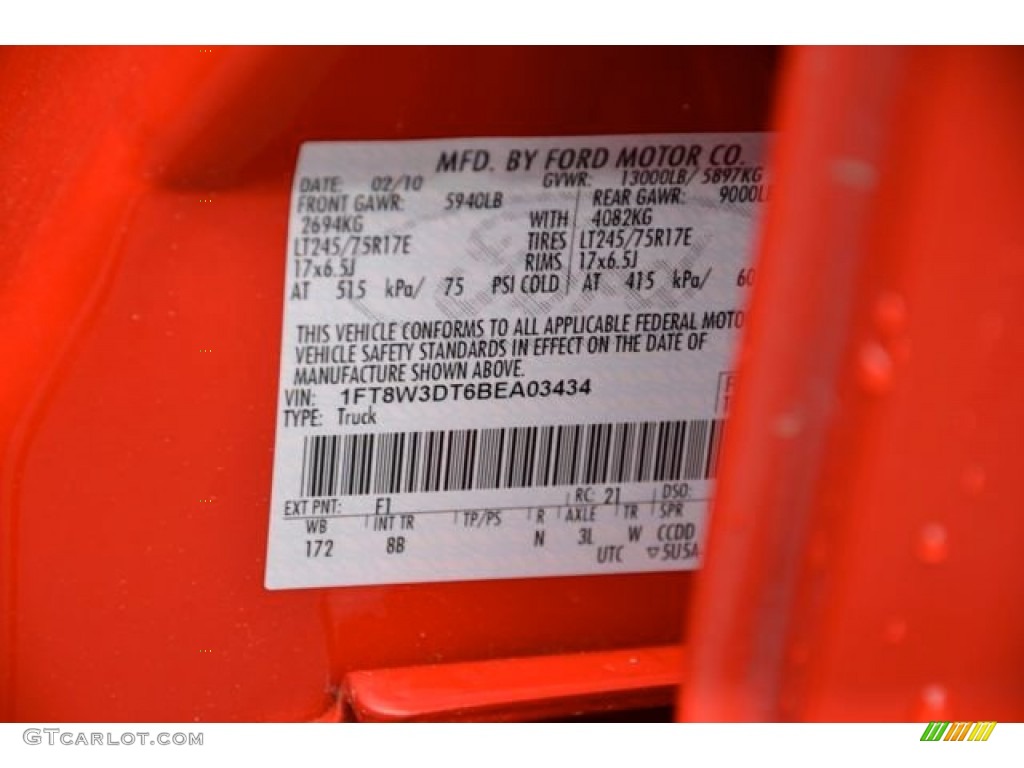 MFD. BY FORD MOTOR CO.
DATE: 02/10 GVWR: 13000LB/ 5897KG
FRONT GAWR: 5940LB REAR GAWR: 9000LB
2694KG WITH 4082KG
LT245/75R17E TIRES LT245/75R17E
17x6.5J RIMS 17x6.5J
AT 515 kPa/ 75 PSI COLD AT 415 kPa/ 60
THIS VEHICLE CONFORMS TO ALL APPLICABLE FEDERAL MOTO
VEHICLE SAFETY STANDARDS IN EFFECT ON THE DATE OF
MANUFACTURE SHOWN ABOVE.
VIN: 1FT8W3DT6BEA03434
TYPE: Truck
EXT PNT: F1 RC: 21 DSO:
WB INT TR TP/PS R AXLE TR SPR
172 8B N 3L W CCDD
UTC ▽5USA
GTCARLOT.COM